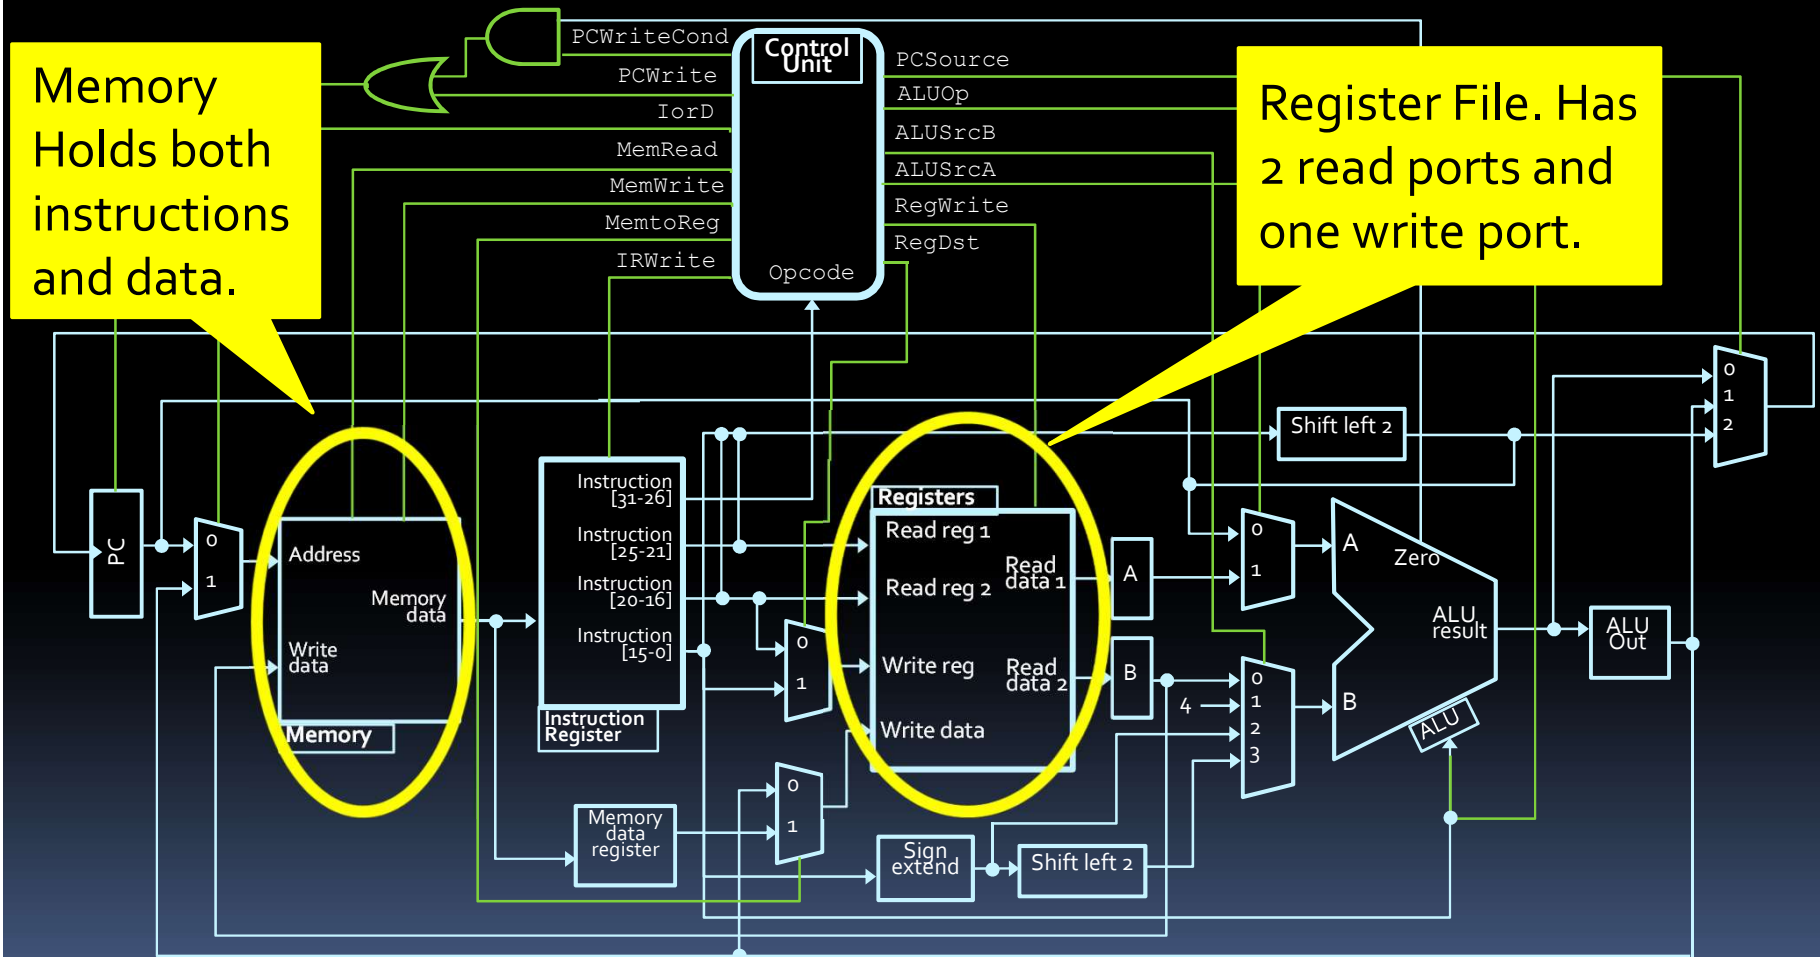 Memory
Holds both
instructions
and data.
PCWriteCond
PCWrite
IorD
MemRead
MemWrite
MemtoReg
IRWrite
Control
Unit
Opcode
PCSource
ALUOp
ALUSrcB
ALUSrcA
RegWrite
RegDst
Register File. Has
2 read ports and
one write port.
PC
0
1
Address
Memory
data
Write
data
Memory
Instruction
[31-26]
Instruction
[25-21]
Instruction
[20-16]
Instruction
[15-0]
Instruction
Register
Memory
data
register
0
1
0
1
Registers
Read reg 1
Read reg 2
Write reg
Write data
Read
data 1
Read
data 2
Sign
extend
Shift left 2
A
B
4
0
1
0
1
2
3
Shift left 2
A
B
Zero
ALU
result
ALU
ALU
Out
0
1
2